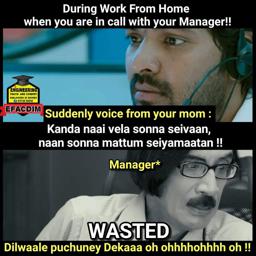 During Work From Home
when you are in call with your Manager!!
ENGINEERING
EFACDIM
Suddenly voice from your mom :
Kanda naai vela sonna seivaan,
naan sonna mattum seiyamaatan !!
Manager*
WASTED
Dilwaale puchuney Dekaaa oh ohhhhohhhh oh !!